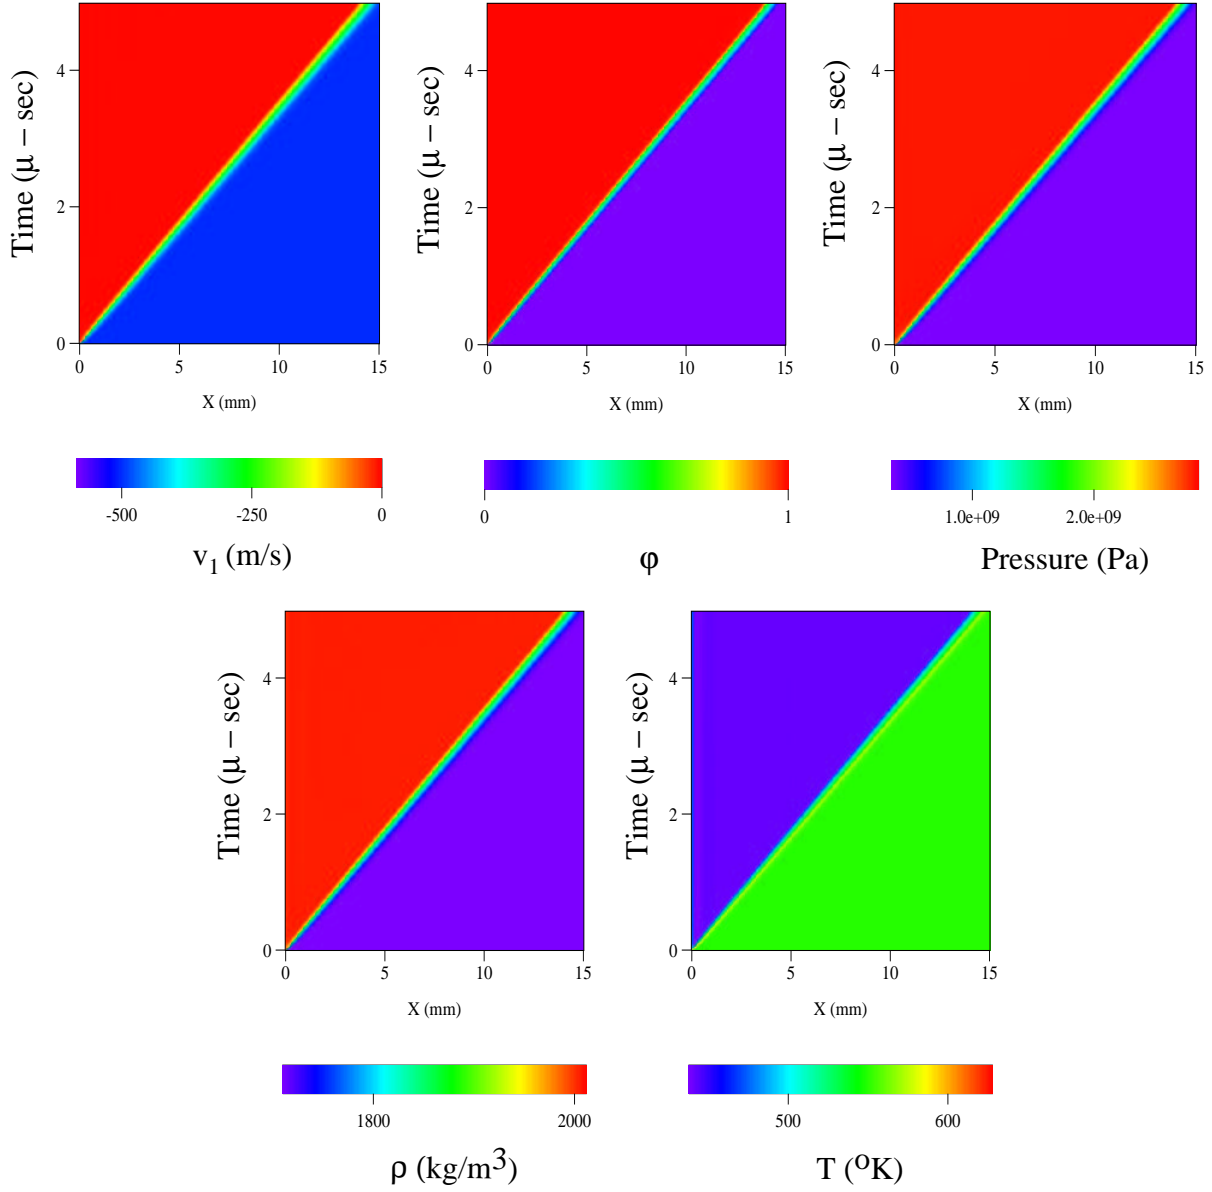 Time (μ − sec)
4
2
0
0 5 10 15
X (mm)
-500 -250 0
v1 (m/s)
Time (μ − sec)
4
2
0
0 5 10 15
X (mm)
0 1
φ
Time (μ − sec)
4
2
0
0 5 10 15
X (mm)
1.0e+09 2.0e+09
Pressure (Pa)
Time (μ − sec)
4
2
0
0 5 10 15
X (mm)
1800 2000
ρ (kg/m3)
Time (μ − sec)
4
2
0
0 5 10 15
X (mm)
500 600
T (OK)